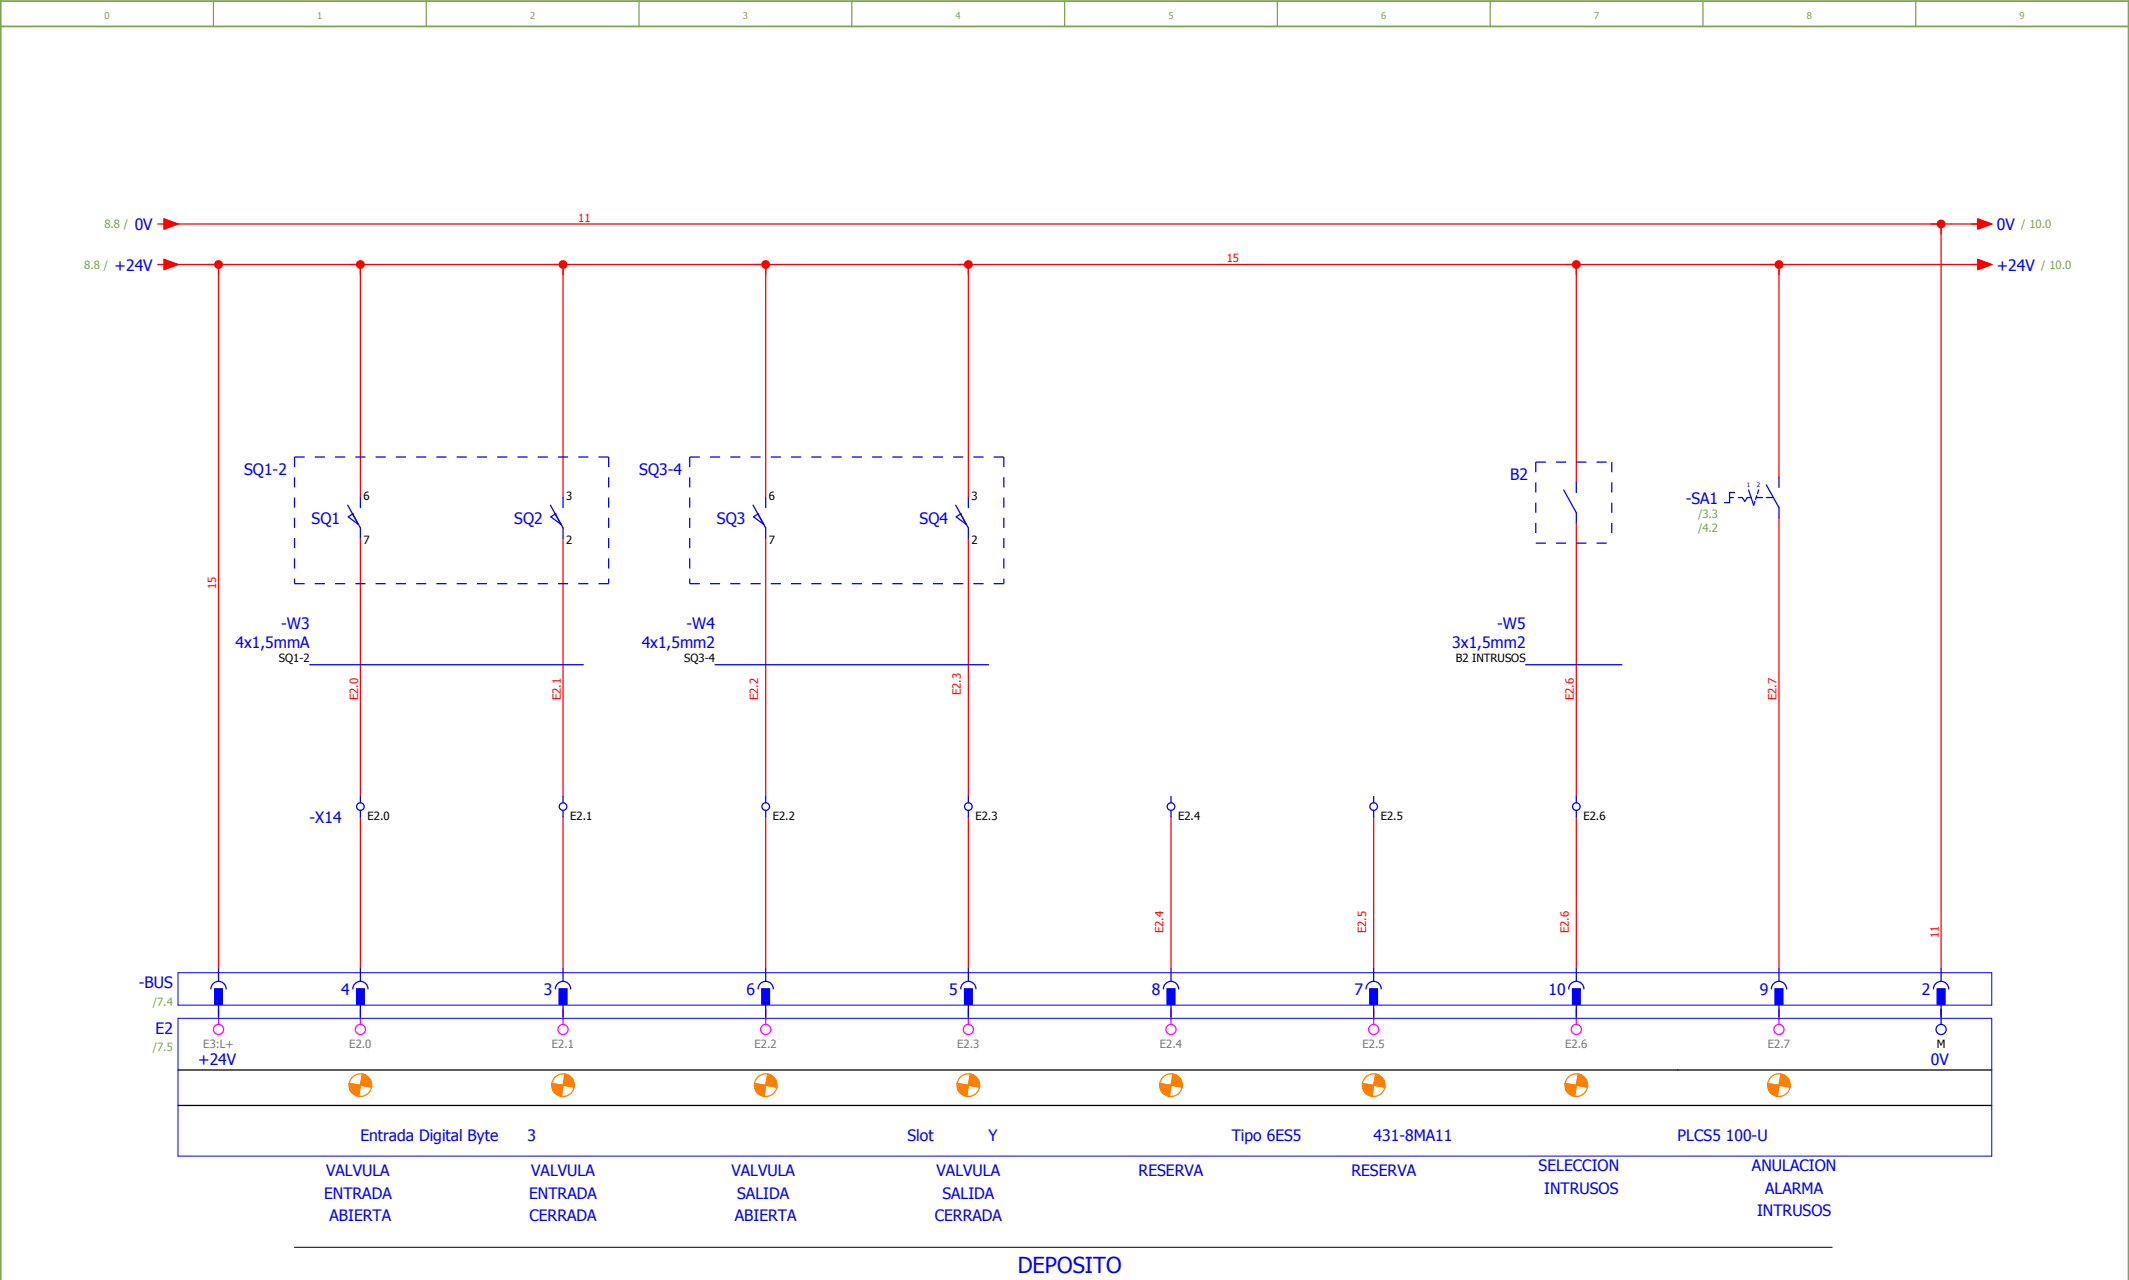 0 1 2 3 4 5 6 7 8 9
8.8 / 0V 11 0V / 10.0
8.8 / +24V 15 +24V / 10.0
SQ1-2 SQ3-4 B2
6 3 6 3 1 2
SQ1 SQ2 SQ3 SQ4 -SA1
/3.3
/4.2
7 2 7 2
15
-W3 -W4 -W5
4x1,5mmA 4x1,5mm2 3x1,5mm2
SQ1-2 SQ3-4 B2 INTRUSOS
E2.0 E2.1 E2.2 E2.3 E2.6 E2.7
-X14 E2.0 E2.1 E2.2 E2.3 E2.4 E2.5 E2.6
E2.4 E2.5 E2.6 11
-BUS 4 3 6 5 8 7 10 9 2
/7.4
E2
/7.5 E3:L+ E2.0 E2.1 E2.2 E2.3 E2.4 E2.5 E2.6 E2.7 M
+24V 0V
Entrada Digital Byte 3 Slot Y Tipo 6ES5 431-8MA11 PLCS5 100-U
VALVULA
ENTRADA
ABIERTA
VALVULA
ENTRADA
CERRADA
VALVULA
SALIDA
ABIERTA
VALVULA
SALIDA
CERRADA
RESERVA
RESERVA
SELECCION
INTRUSOS
ANULACION
ALARMA
INTRUSOS
DEPOSITO